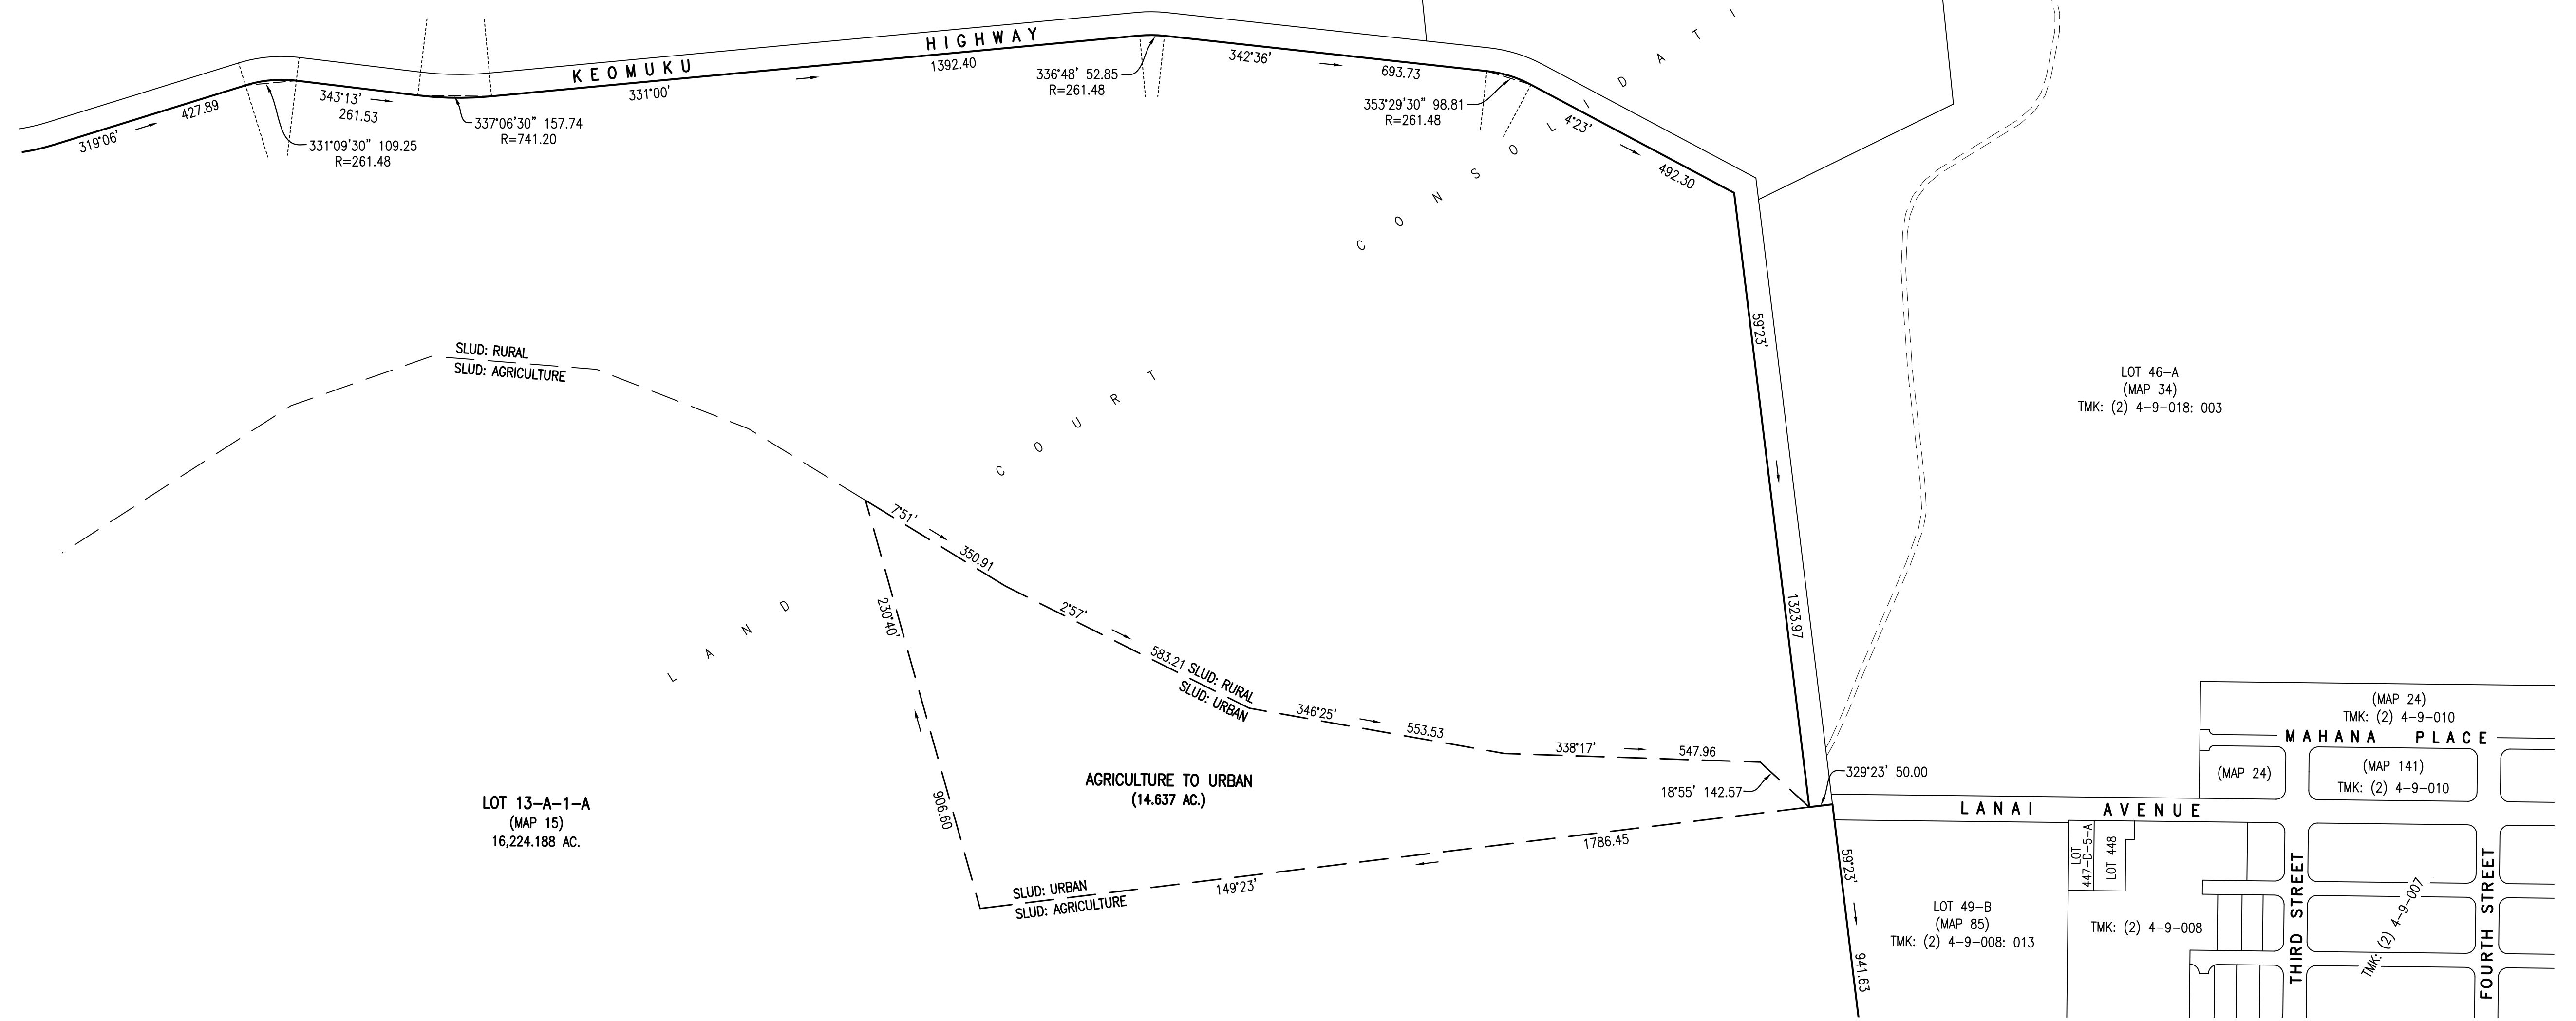 HIGHWAY
KEOMUKU
319°06'
427.89
331°09'30" 109.25
R=261.48
343°13'
261.53
337°06'30" 157.74
R=741.20
331°00'
1392.40
336°48' 52.85
R=261.48
342°36'
693.73
353°29'30" 98.81
R=261.48
4°23'
492.30
59°23'
1323.97
LAND COURT CONSOLIDATI
SLUD: RURAL
SLUD: AGRICULTURE
7°51'
350.91
2°57'
583.21
SLUD: RURAL
SLUD: URBAN
346°25'
553.53
338°17'
547.96
18°55' 142.57
329°23' 50.00
230°40'
906.60
AGRICULTURE TO URBAN
(14.637 AC.)
1786.45
149°23'
SLUD: URBAN
SLUD: AGRICULTURE
LOT 13-A-1-A
(MAP 15)
16,224.188 AC.
LOT 46-A
(MAP 34)
TMK: (2) 4-9-018: 003
(MAP 24)
TMK: (2) 4-9-010
MAHANA PLACE
(MAP 24)
(MAP 141)
TMK: (2) 4-9-010
LANAI AVENUE
59°23'
941.63
LOT
447-D-5-A
LOT 448
LOT 49-B
(MAP 85)
TMK: (2) 4-9-008: 013
TMK: (2) 4-9-008
THIRD STREET
TMK: (2) 4-9-007
FOURTH STREET